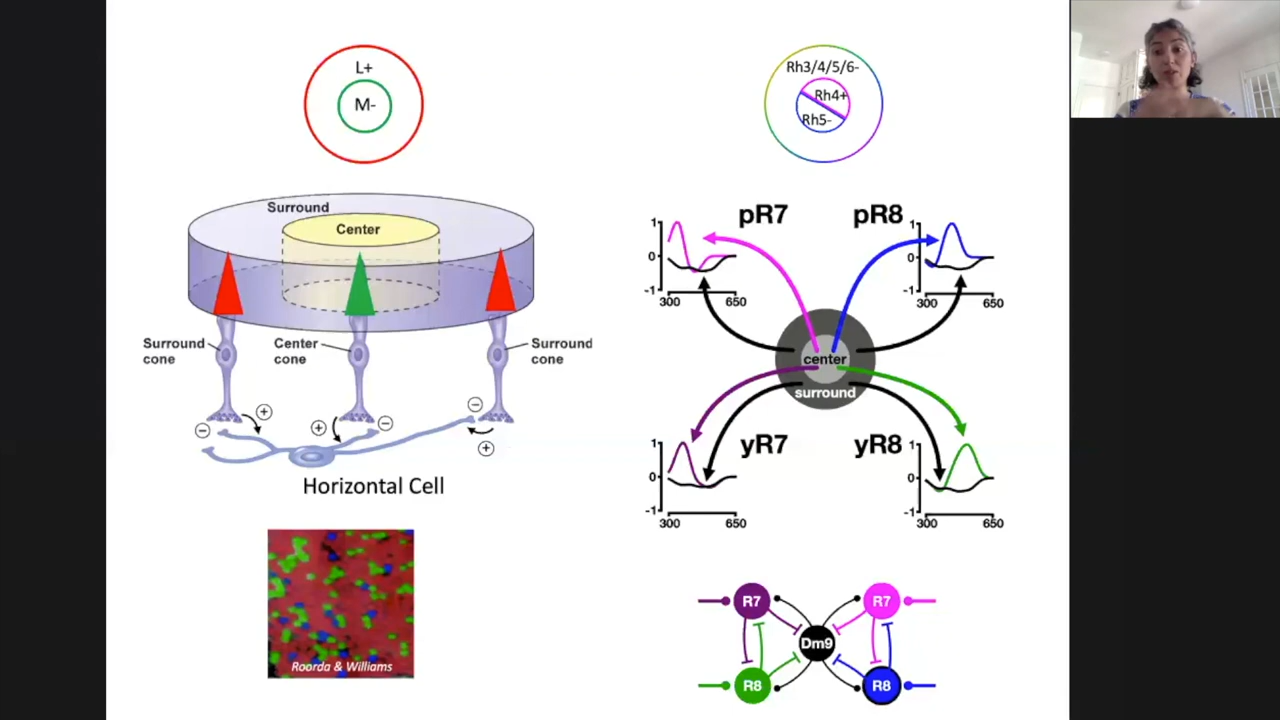 L+
M-
Surround
Center
Surround
cone
Center
cone
Surround
cone
Horizontal Cell
Roorda & Williams
Rh3/4/5/6-
Rh4+
Rh5-
pR7
pR8
1
0
-1
300
650
1
0
-1
300
650
center
surround
yR7
yR8
1
0
-1
300
650
1
0
-1
300
650
R7
R7
Dm9
R8
R8